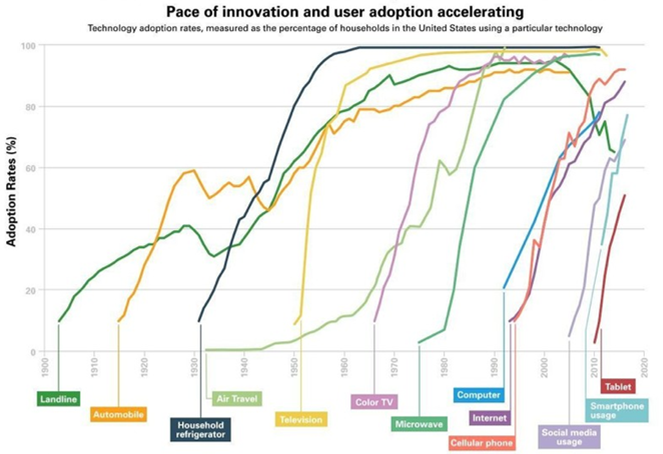 Pace of innovation and user adoption accelerating
Technology adoption rates, measured as the percentage of households in the United States using a particular technology
Adoption Rates (%)
100
80
60
40
20
0
1900
1910
1920
1930
1940
1950
1960
1970
1980
1990
2000
2010
2020
Landline
Automobile
Household
refrigerator
Air Travel
Television
Color TV
Microwave
Computer
Internet
Cellular phone
Social media
usage
Smartphone
usage
Tablet